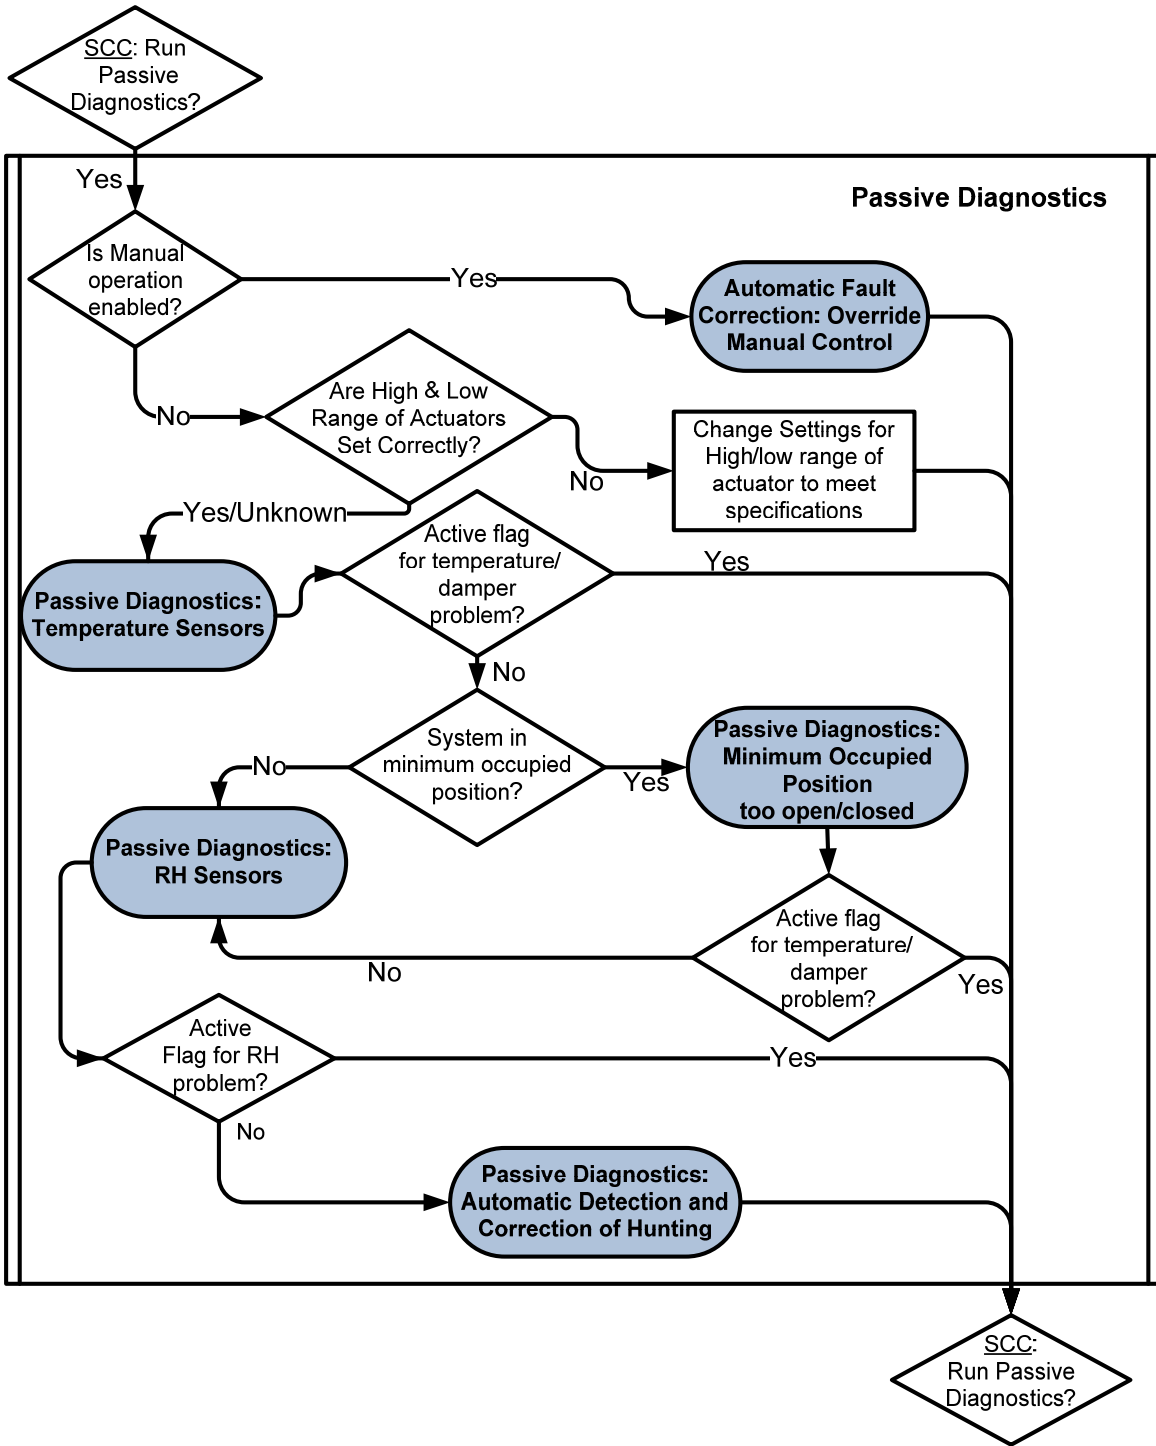 SCC: Run
Passive
Diagnostics?
Yes
Passive Diagnostics
Is Manual
operation
enabled?
Yes
Automatic Fault
Correction: Override
Manual Control
No
Are High & Low
Range of Actuators
Set Correctly?
No
Change Settings for
High/low range of
actuator to meet
specifications
Yes/Unknown
Passive Diagnostics:
Temperature Sensors
Active flag
for temperature/
damper
problem?
Yes
No
System in
minimum occupied
position?
No
Yes
Passive Diagnostics:
Minimum Occupied
Position
too open/closed
Passive Diagnostics:
RH Sensors
Active flag
for temperature/
damper
problem?
No
Yes
Active
Flag for RH
problem?
Yes
No
Passive Diagnostics:
Automatic Detection and
Correction of Hunting
SCC:
Run Passive
Diagnostics?